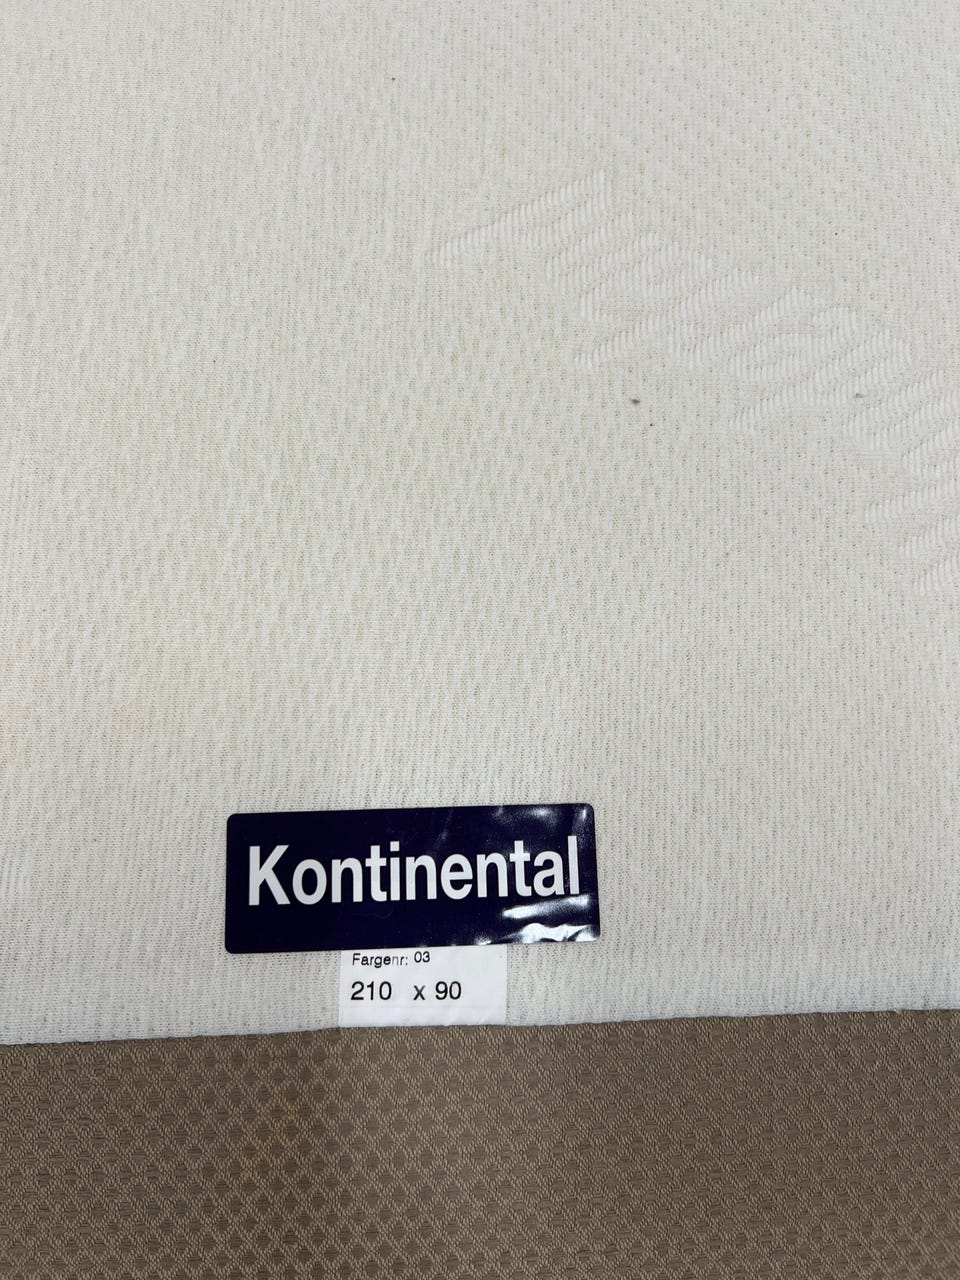 Kontinental
Fargenr: 03
210 x 90